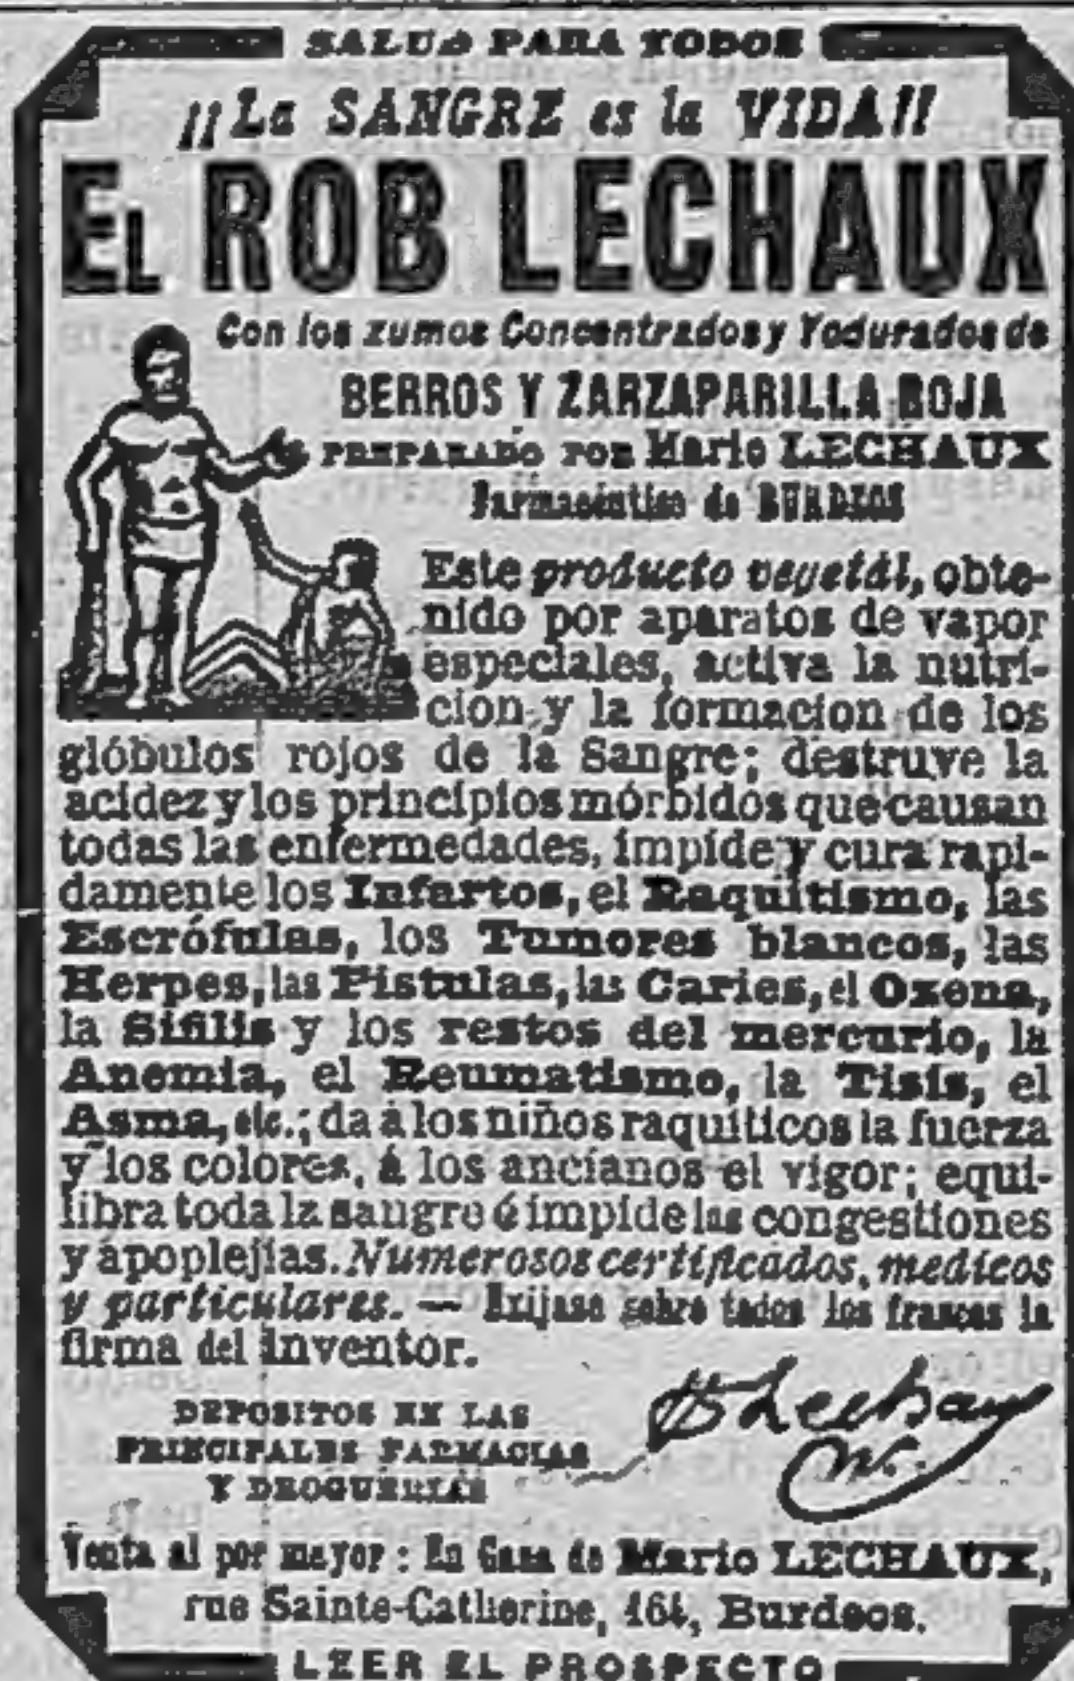 SALUD PARA TODOS
¡¡La SANGRE es la VIDA!!
EL ROB LECHAUX
Con los zumos Concentrados y Yodurados de
BERROS Y ZARZAPARILLA ROJA
PREPARADO POR Mario LECHAUX
Farmacéutico de BURDEOS
Este producto vegetál, obte-
nido por aparatos de vapor
especiales, activa la nutri-
cion y la formacion de los
glóbulos rojos de la Sangre; destruye la
acidez y los principios mórbidos que causan
todas las enfermedades, impide y cura rapi-
damente los Infartos, el Raquitismo, las
Escrófulas, los Tumores blancos, las
Herpes, las Fistulas, las Caries, el Ozena,
la Sifilis y los restos del mercurio, la
Anemia, el Reumatismo, la Tisis, el
Asma, etc.; da á los niños raquiticos la fuerza
y los colores, á los ancianos el vigor; equi-
libra toda la sangre é impide las congestiones
y apoplejias. Numerosos certificados, medicos
y particulares. — Exijase sobre todos los frascos la
firma del inventor.
DEPOSITOS EN LAS
PRINCIPALES FARMACIAS
Y DROGUERIAS
Lechaux
Venta al por mayor : En Casa de Mario LECHAUX,
rue Sainte-Catherine, 164, Burdeos.
LEER EL PROSPECTO